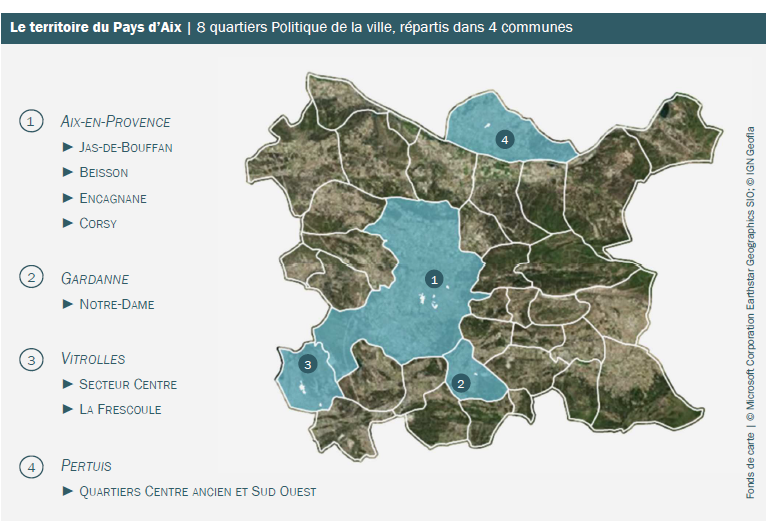 Le territoire du Pays d'Aix | 8 quartiers Politique de la ville, répartis dans 4 communes
1 AIX-EN-PROVENCE
► JAS-DE-BOUFFAN
► BEISSON
► ENCAGNANE
► CORSY
2 GARDANNE
► NOTRE-DAME
3 VITROLLES
► SECTEUR CENTRE
► LA FRESCOULE
4 PERTUIS
► QUARTIERS CENTRE ANCIEN ET SUD OUEST
4
1
3
2
Fonds de carte | © Microsoft Corporation Earthstar Geographics SIO; © IGN Geofla